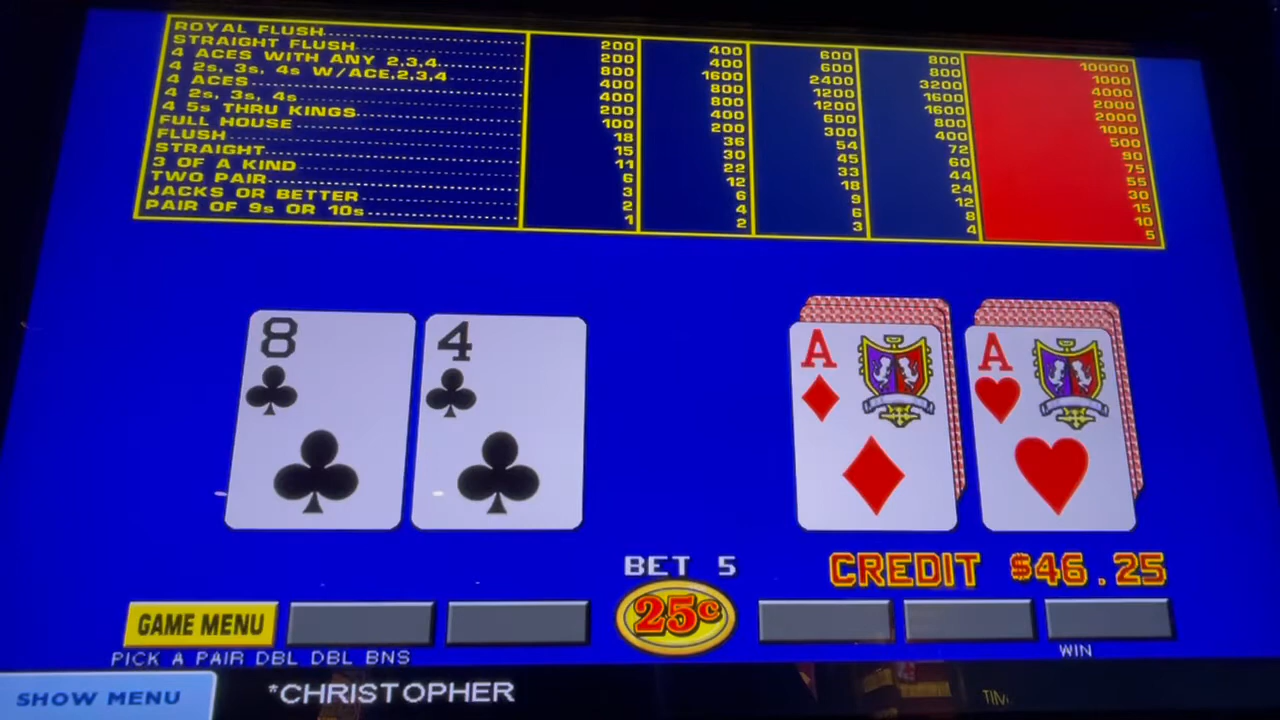 ROYAL FLUSH 200 400 600 800 10000
STRAIGHT FLUSH 200 400 600 800 1000
4 ACES WITH ANY 2,3,4 800 1600 2400 3200 4000
4 2s, 3s, 4s W/ACE,2,3,4 400 800 1200 1600 2000
4 ACES 400 800 1200 1600 2000
4 2s, 3s, 4s 200 400 600 800 1000
4 5s THRU KINGS 100 200 300 400 500
FULL HOUSE 18 36 54 72 90
FLUSH 15 30 45 60 75
STRAIGHT 11 22 33 44 55
3 OF A KIND 6 12 18 24 30
TWO PAIR 3 6 9 12 15
JACKS OR BETTER 2 4 6 8 10
PAIR OF 9s OR 10s 1 2 3 4 5
8 4 A A
BET 5
CREDIT $46.25
GAME MENU
25¢
PICK A PAIR DBL DBL BNS
WIN
SHOW MENU
*CHRISTOPHER